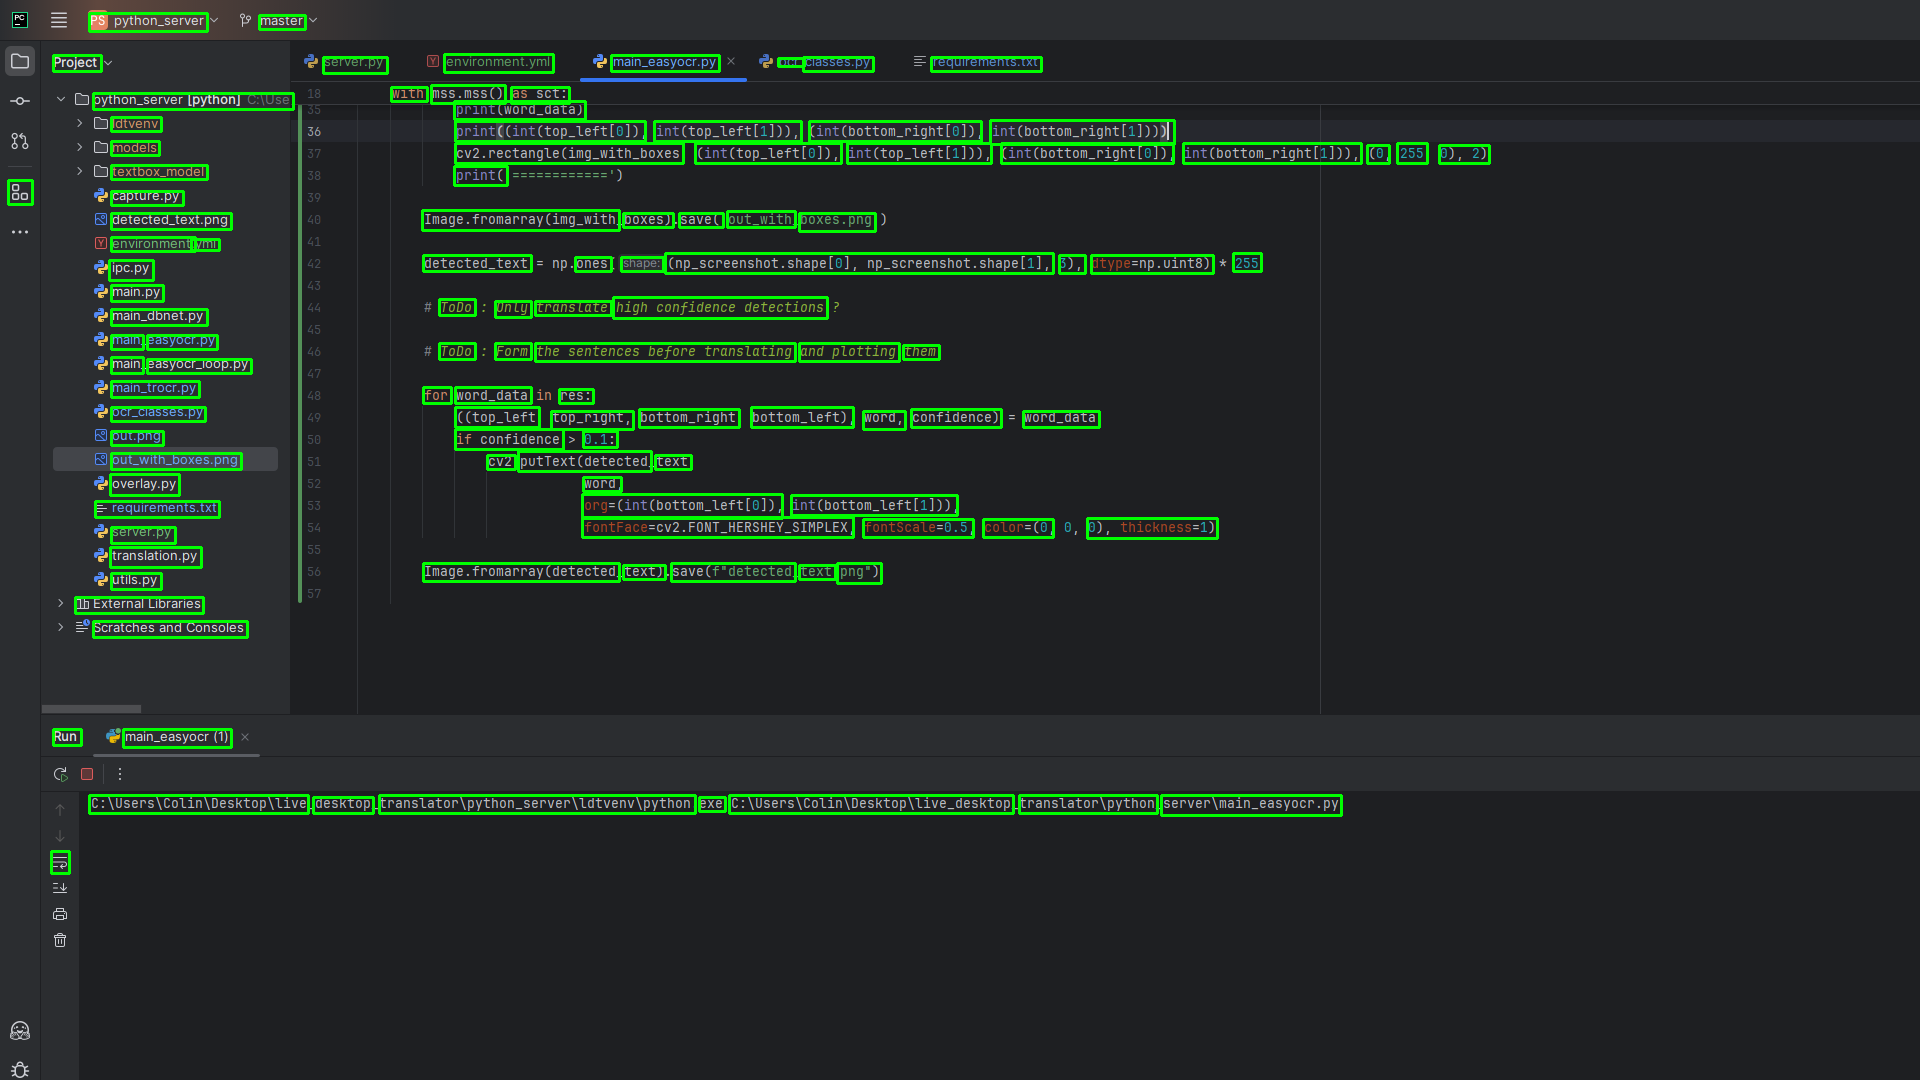 PS python_server master
Project
server.py environment.yml main_easyocr.py ocr_classes.py requirements.txt
python_server [python] C:\Use
ldtvenv
models
textbox_model
capture.py
detected_text.png
environment.yml
ipc.py
main.py
main_dbnet.py
main_easyocr.py
main_easyocr_loop.py
main_trocr.py
ocr_classes.py
out.png
out_with_boxes.png
overlay.py
requirements.txt
server.py
translation.py
utils.py
External Libraries
Scratches and Consoles
18 with mss.mss() as sct:
35 print(word_data)
36 print((int(top_left[0]), int(top_left[1])), (int(bottom_right[0]), int(bottom_right[1])))
37 cv2.rectangle(img_with_boxes, (int(top_left[0]), int(top_left[1])), (int(bottom_right[0]), int(bottom_right[1])), (0, 255, 0), 2)
38 print('============')
39
40 Image.fromarray(img_with_boxes).save('out_with_boxes.png')
41
42 detected_text = np.ones( shape: (np_screenshot.shape[0], np_screenshot.shape[1], 3), dtype=np.uint8) * 255
43
44 # ToDo : Only translate high confidence detections ?
45
46 # ToDo : Form the sentences before translating and plotting them
47
48 for word_data in res:
49 ((top_left, top_right, bottom_right, bottom_left), word, confidence) = word_data
50 if confidence > 0.1:
51 cv2.putText(detected_text,
52 word,
53 org=(int(bottom_left[0]), int(bottom_left[1])),
54 fontFace=cv2.FONT_HERSHEY_SIMPLEX, fontScale=0.5, color=(0, 0, 0), thickness=1)
55
56 Image.fromarray(detected_text).save(f"detected_text.png")
57
Run main_easyocr (1)
C:\Users\Colin\Desktop\live_desktop_translator\python_server\ldtvenv\python.exe C:\Users\Colin\Desktop\live_desktop_translator\python_server\main_easyocr.py